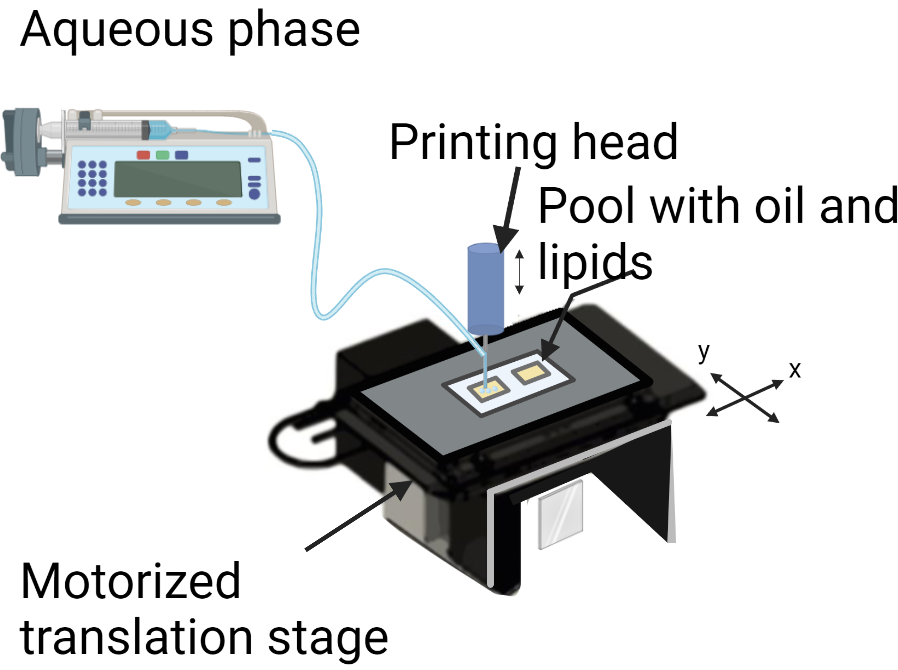 Aqueous phase
Printing head
Pool with oil and
lipids
y
x
Motorized
translation stage